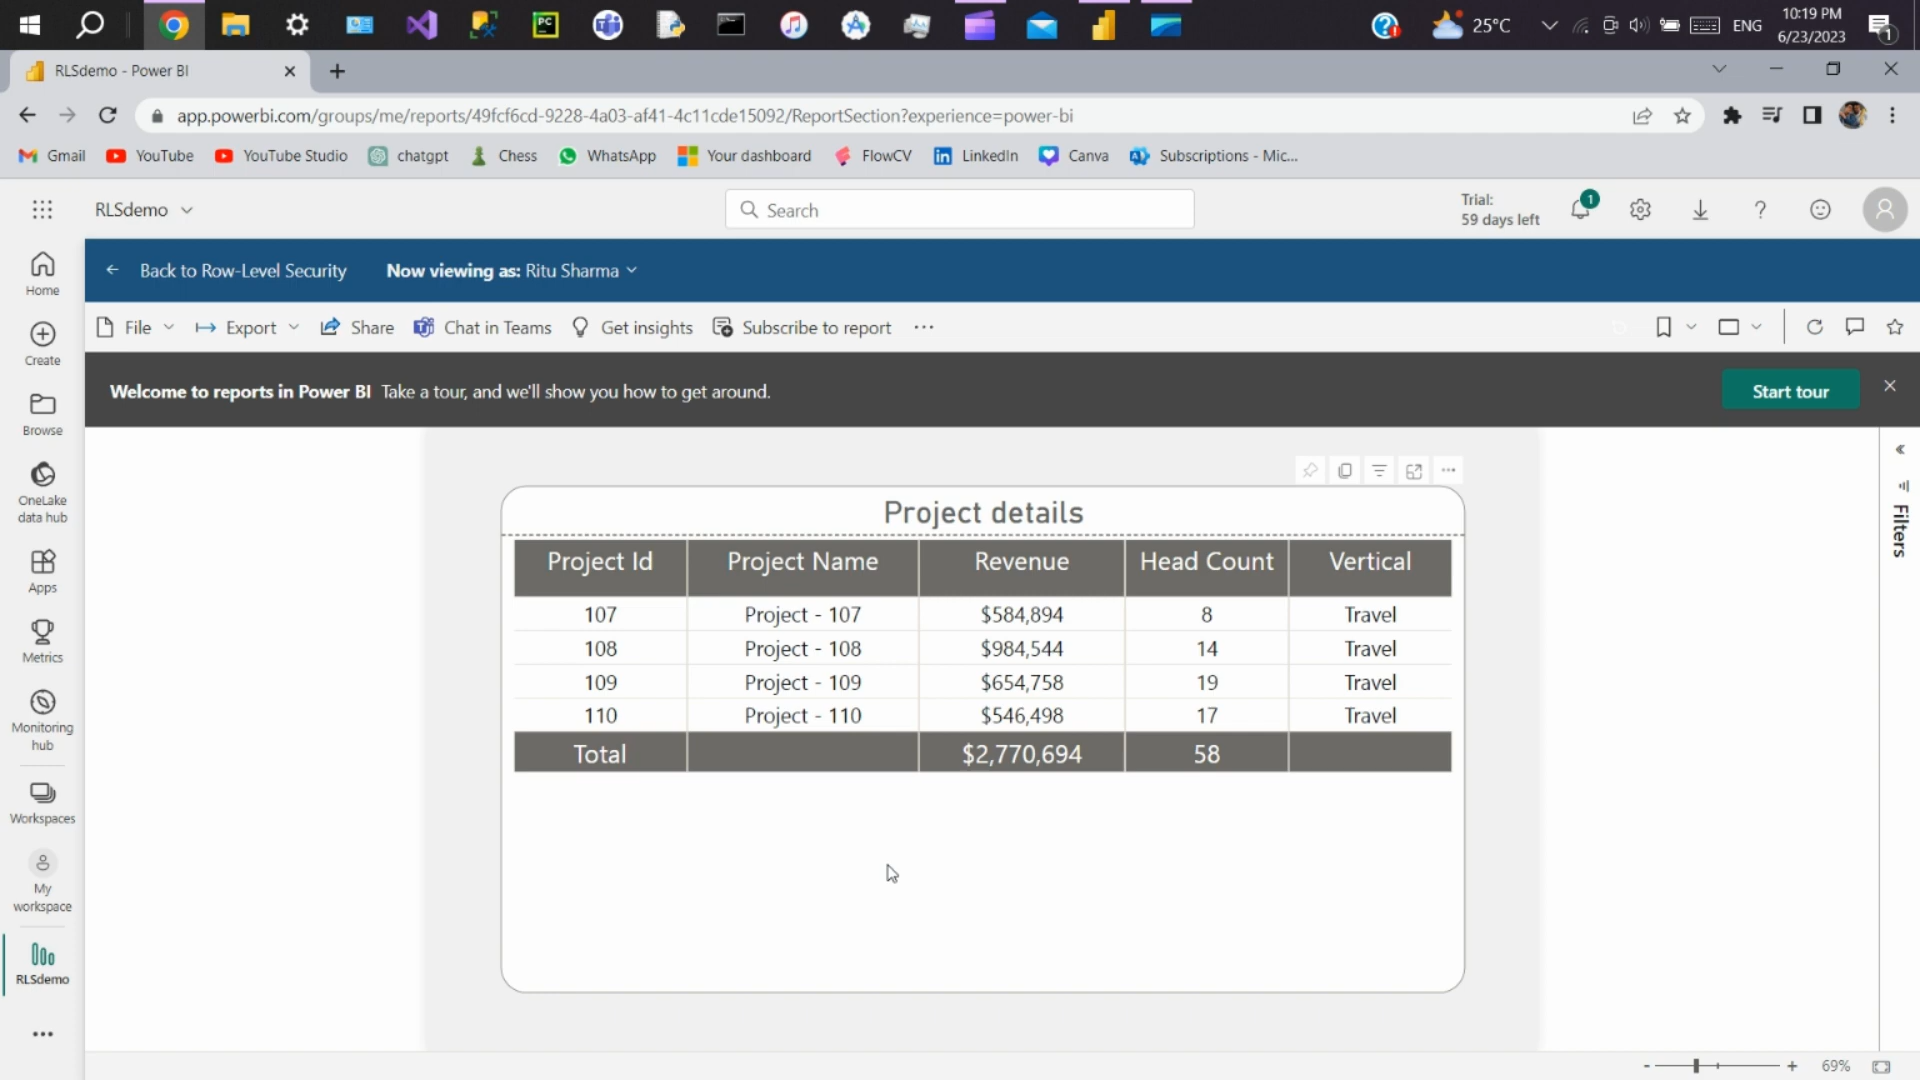 25°C
ENG
10:19 PM
6/23/2023
1
RLSdemo - Power BI
app.powerbi.com/groups/me/reports/49fcf6cd-9228-4a03-af41-4c11cde15092/ReportSection?experience=power-bi
Gmail YouTube YouTube Studio chatgpt Chess WhatsApp Your dashboard FlowCV LinkedIn Canva Subscriptions - Mic...
RLSdemo
Search
Trial:
59 days left
1
Back to Row-Level Security
Now viewing as: Ritu Sharma
File Export Share Chat in Teams Get insights Subscribe to report
Welcome to reports in Power BI Take a tour, and we'll show you how to get around.
Start tour
Home
Create
Browse
OneLake
data hub
Apps
Metrics
Monitoring
hub
Workspaces
My
workspace
RLSdemo
Project details
Project Id Project Name Revenue Head Count Vertical
107 Project - 107 $584,894 8 Travel
108 Project - 108 $984,544 14 Travel
109 Project - 109 $654,758 19 Travel
110 Project - 110 $546,498 17 Travel
Total $2,770,694 58
Filters
- + 69%